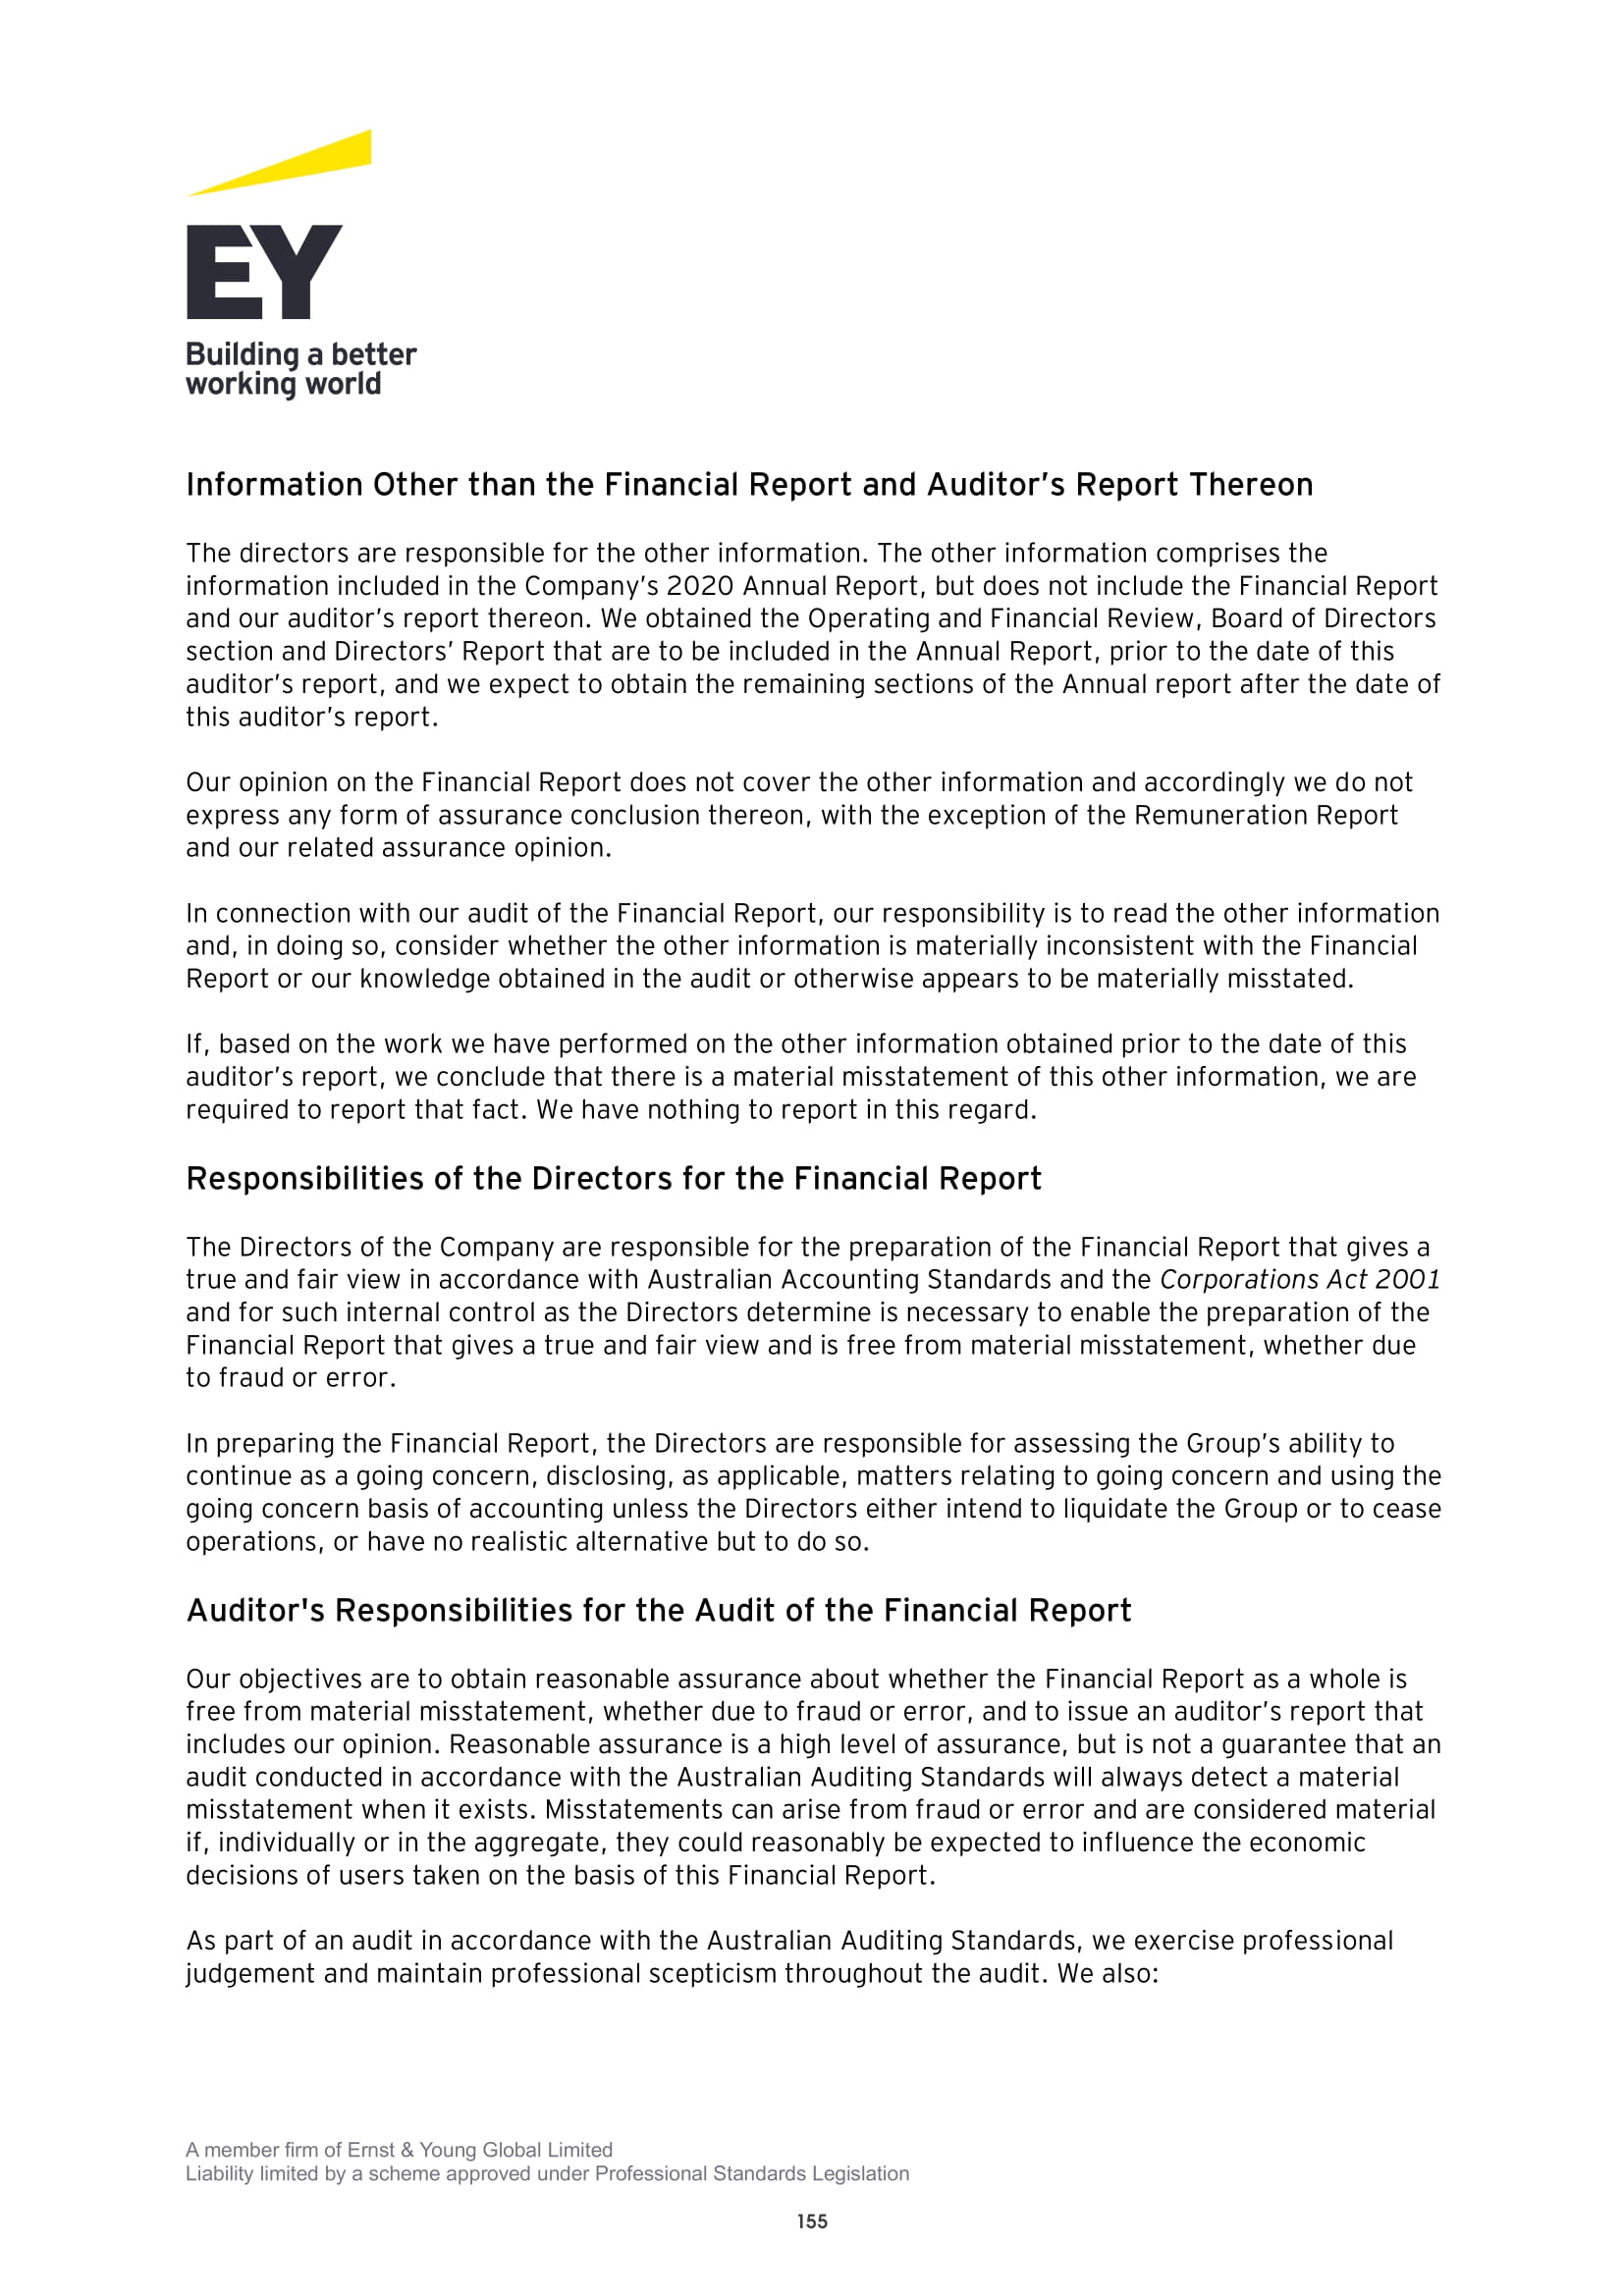 EY
Building a better
working world
Information Other than the Financial Report and Auditor’s Report Thereon
The directors are responsible for the other information. The other information comprises the
information included in the Company’s 2020 Annual Report, but does not include the Financial Report
and our auditor’s report thereon. We obtained the Operating and Financial Review, Board of Directors
section and Directors’ Report that are to be included in the Annual Report, prior to the date of this
auditor’s report, and we expect to obtain the remaining sections of the Annual report after the date of
this auditor’s report.
Our opinion on the Financial Report does not cover the other information and accordingly we do not
express any form of assurance conclusion thereon, with the exception of the Remuneration Report
and our related assurance opinion.
In connection with our audit of the Financial Report, our responsibility is to read the other information
and, in doing so, consider whether the other information is materially inconsistent with the Financial
Report or our knowledge obtained in the audit or otherwise appears to be materially misstated.
If, based on the work we have performed on the other information obtained prior to the date of this
auditor’s report, we conclude that there is a material misstatement of this other information, we are
required to report that fact. We have nothing to report in this regard.
Responsibilities of the Directors for the Financial Report
The Directors of the Company are responsible for the preparation of the Financial Report that gives a
true and fair view in accordance with Australian Accounting Standards and the Corporations Act 2001
and for such internal control as the Directors determine is necessary to enable the preparation of the
Financial Report that gives a true and fair view and is free from material misstatement, whether due
to fraud or error.
In preparing the Financial Report, the Directors are responsible for assessing the Group’s ability to
continue as a going concern, disclosing, as applicable, matters relating to going concern and using the
going concern basis of accounting unless the Directors either intend to liquidate the Group or to cease
operations, or have no realistic alternative but to do so.
Auditor's Responsibilities for the Audit of the Financial Report
Our objectives are to obtain reasonable assurance about whether the Financial Report as a whole is
free from material misstatement, whether due to fraud or error, and to issue an auditor’s report that
includes our opinion. Reasonable assurance is a high level of assurance, but is not a guarantee that an
audit conducted in accordance with the Australian Auditing Standards will always detect a material
misstatement when it exists. Misstatements can arise from fraud or error and are considered material
if, individually or in the aggregate, they could reasonably be expected to influence the economic
decisions of users taken on the basis of this Financial Report.
As part of an audit in accordance with the Australian Auditing Standards, we exercise professional
judgement and maintain professional scepticism throughout the audit. We also:
A member firm of Ernst & Young Global Limited
Liability limited by a scheme approved under Professional Standards Legislation
155